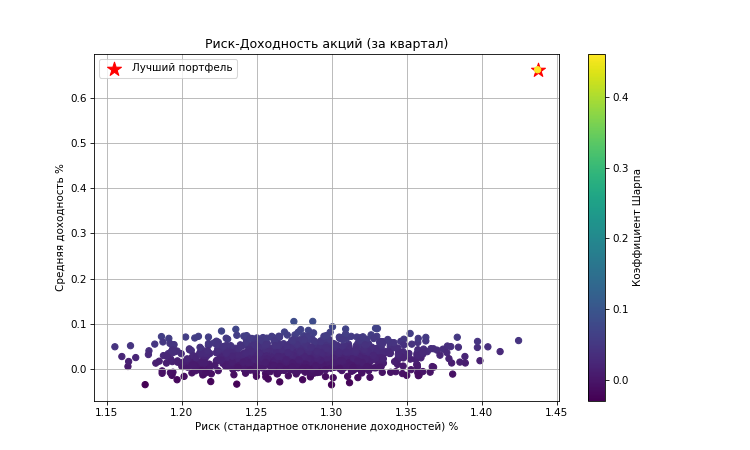 Риск-Доходность акций (за квартал)
Лучший портфель
0.6
0.5
0.4
0.3
0.2
0.1
0.0
Средняя доходность %
1.15 1.20 1.25 1.30 1.35 1.40 1.45
Риск (стандартное отклонение доходностей) %
0.4
0.3
0.2
0.1
0.0
Коэффициент Шарпа